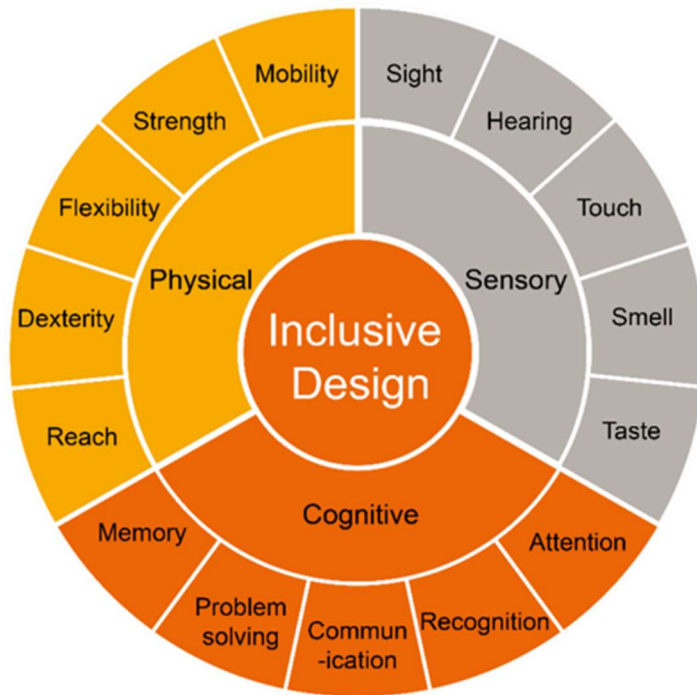 Inclusive
Design
Physical
Mobility
Strength
Flexibility
Dexterity
Reach
Sensory
Sight
Hearing
Touch
Smell
Taste
Cognitive
Memory
Problem
solving
Commun
-ication
Recognition
Attention